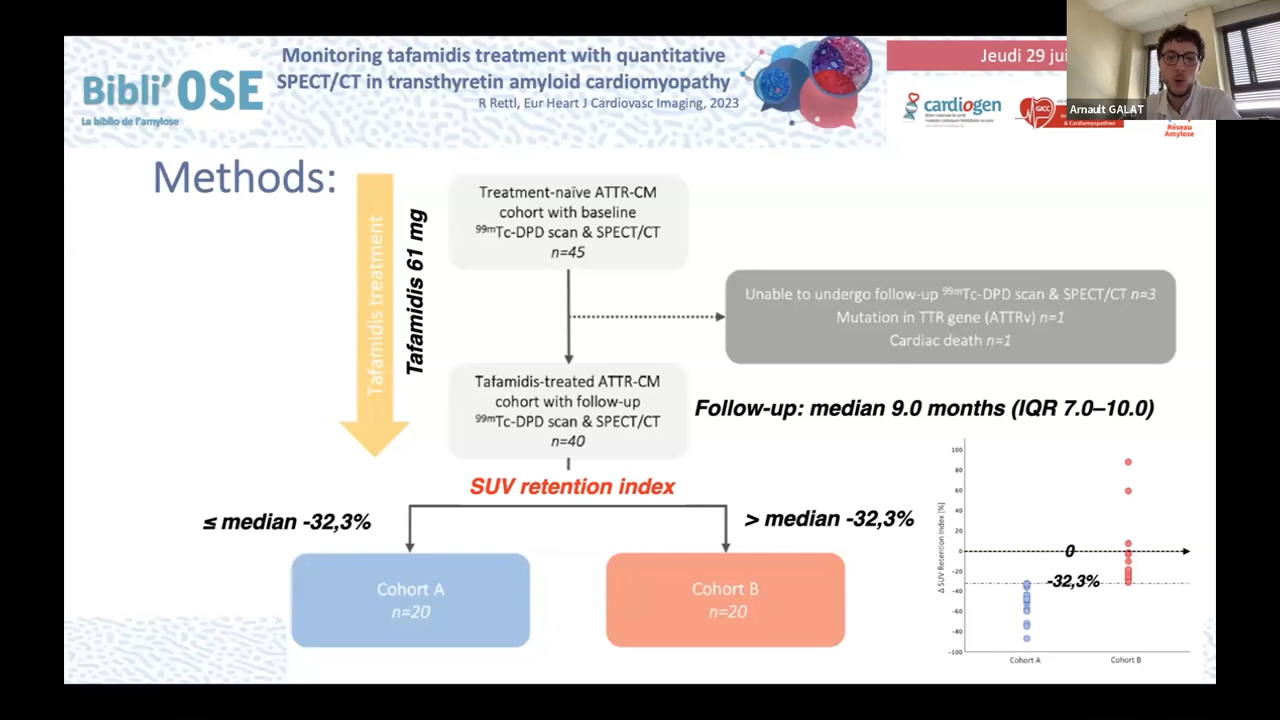 Monitoring tafamidis treatment with quantitative
SPECT/CT in transthyretin amyloid cardiomyopathy
R Rettl, Eur Heart J Cardiovasc Imaging, 2023
Bibli'OSE
La biblio de l'amylose
Jeudi 29 jui
cardiogen
GICC
& Cardiomyopathies
Réseau
Amylose
Arnault GALAT
Methods:
Tafamidis treatment
Tafamidis 61 mg
Treatment-naïve ATTR-CM
cohort with baseline
99mTc-DPD scan & SPECT/CT
n=45
Unable to undergo follow-up 99mTc-DPD scan & SPECT/CT n=3
Mutation in TTR gene (ATTRv) n=1
Cardiac death n=1
Tafamidis-treated ATTR-CM
cohort with follow-up
99mTc-DPD scan & SPECT/CT
n=40
Follow-up: median 9.0 months (IQR 7.0–10.0)
SUV retention index
≤ median -32,3%
> median -32,3%
Cohort A
n=20
Cohort B
n=20
Δ SUV Retention Index [%]
100
80
60
40
20
0
-20
-40
-60
-80
-100
0
-32,3%
Cohort A
Cohort B